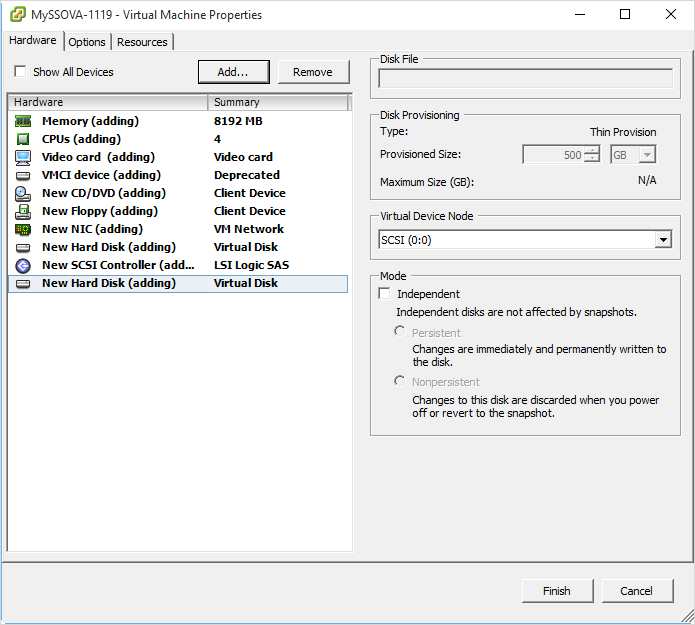 MySSOVA-1119 - Virtual Machine Properties
Hardware Options Resources
Show All Devices Add... Remove
Hardware Summary
Memory (adding) 8192 MB
CPUs (adding) 4
Video card (adding) Video card
VMCI device (adding) Deprecated
New CD/DVD (adding) Client Device
New Floppy (adding) Client Device
New NIC (adding) VM Network
New Hard Disk (adding) Virtual Disk
New SCSI Controller (add... LSI Logic SAS
New Hard Disk (adding) Virtual Disk
Disk File
Disk Provisioning
Type: Thin Provision
Provisioned Size: 500 GB
Maximum Size (GB): N/A
Virtual Device Node
SCSI (0:0)
Mode
Independent
Independent disks are not affected by snapshots.
Persistent
Changes are immediately and permanently written to
the disk.
Nonpersistent
Changes to this disk are discarded when you power
off or revert to the snapshot.
Finish Cancel